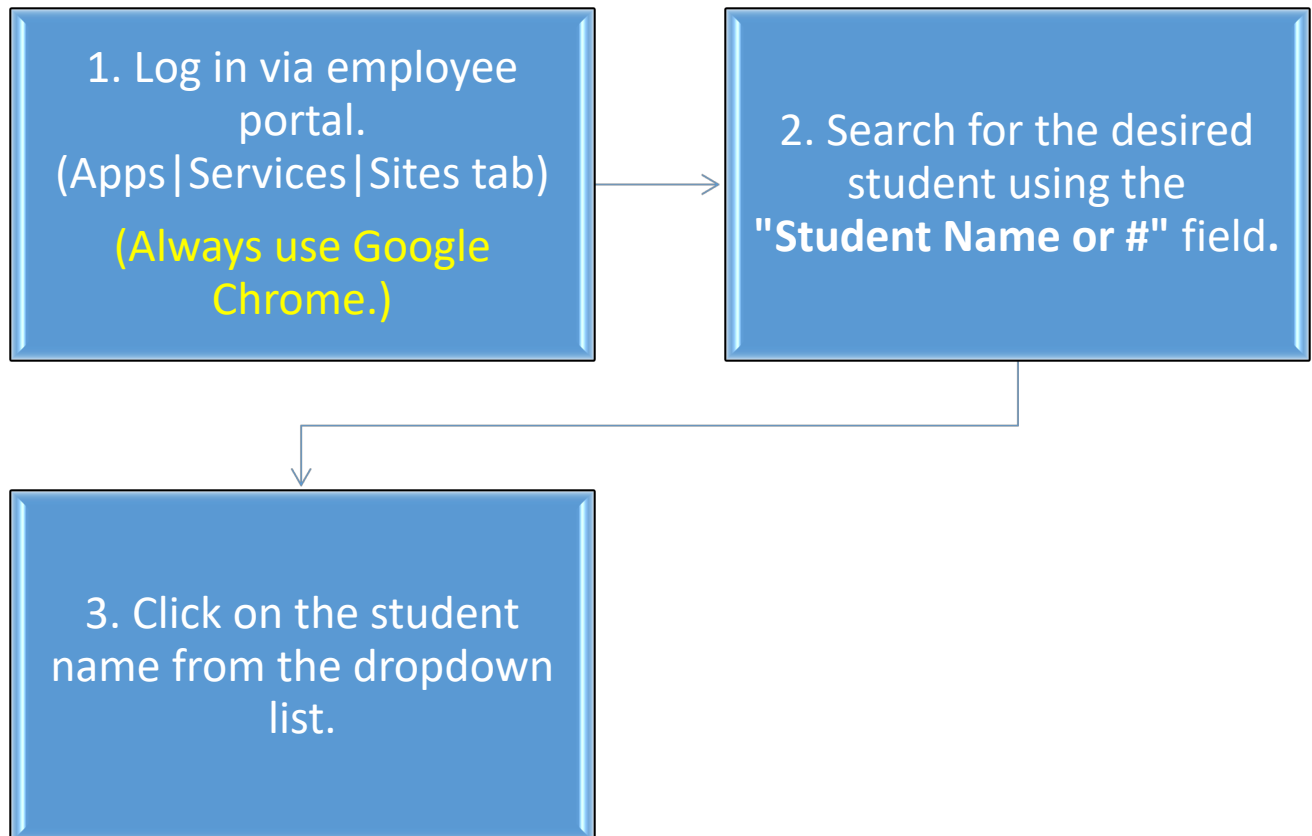 1. Log in via employee
portal.
(Apps|Services|Sites tab)
(Always use Google
Chrome.)
2. Search for the desired
student using the
"Student Name or #" field.
3. Click on the student
name from the dropdown
list.